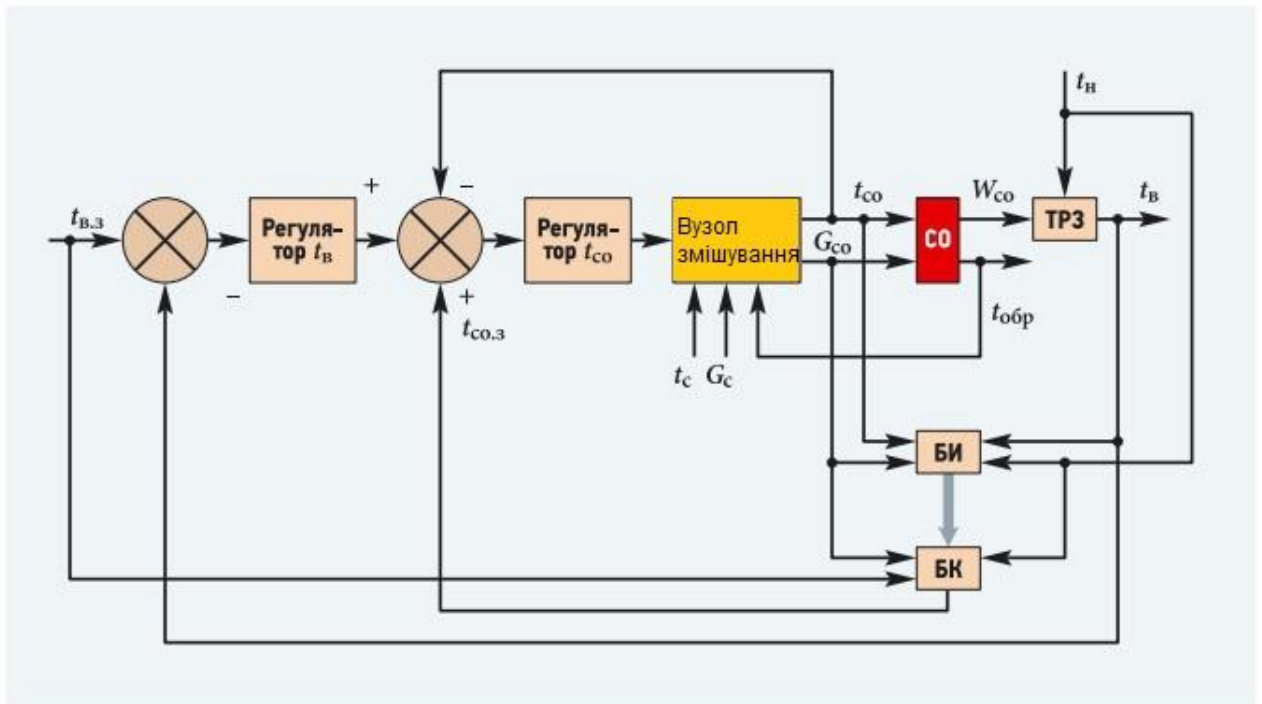 tн
tв.з
Регуля-
тор tв
+
−
Регуля-
тор tсо
Вузол
змішування
tсо
Gсо
СО
Wсо
ТРЗ
tв
−
+
tсо.з
tс
Gс
tобр
БИ
БК